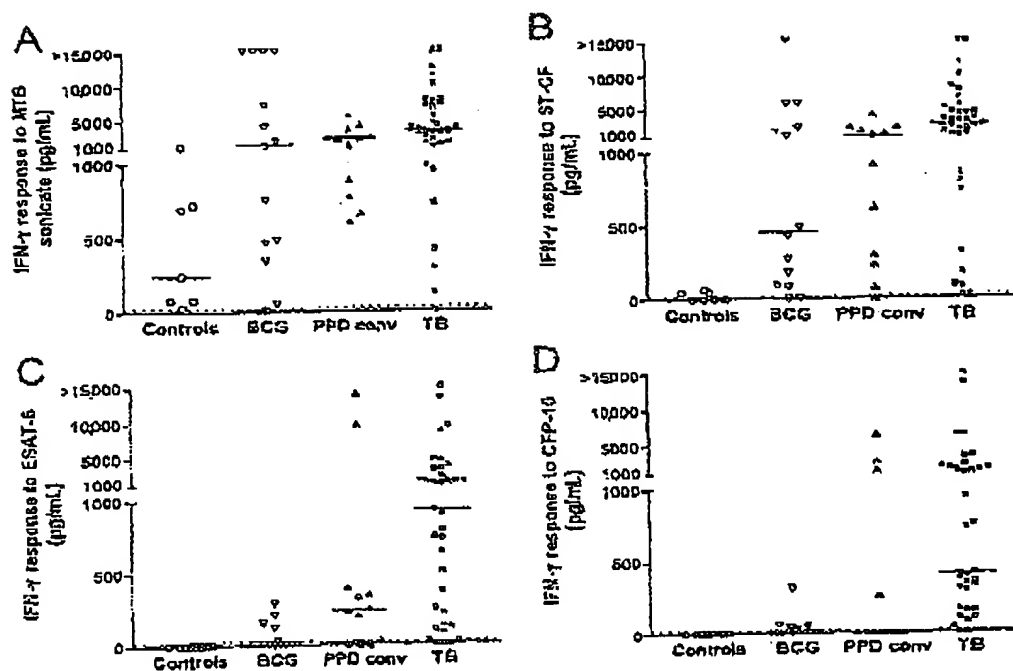 A
IFN-γ response to MTB
sonicate (pg/mL)
>15000
10000
5000
1000
1000
500
0
Controls BCG PPD conv TB
B
IFN-γ response to ST-CF
(pg/mL)
>15000
10000
5000
1000
1000
500
0
Controls BCG PPD conv TB
C
IFN-γ response to ESAT-6
(pg/mL)
>15000
10000
5000
1000
1000
500
0
Controls BCG PPD conv TB
D
IFN-γ response to CFP-10
(pg/mL)
>15000
10000
5000
1000
1000
500
0
Controls BCG PPD conv TB